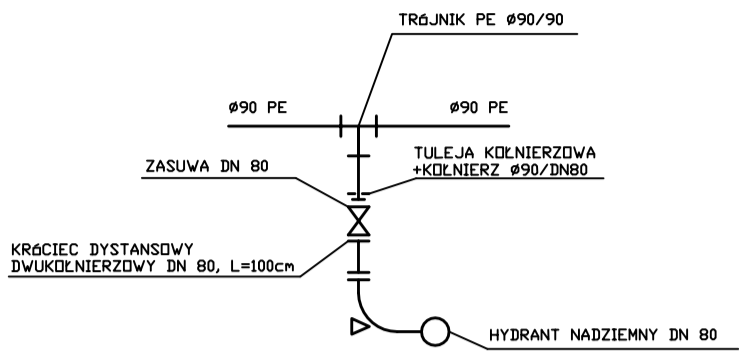 TRÓJNIK PE Ø90/90
Ø90 PE
Ø90 PE
TULEJA KOŁNIERZOWA
+KOŁNIERZ Ø90/DN80
ZASUWA DN 80
KRÓCIEC DYSTANSOWY
DWUKOŁNIERZOWY DN 80, L=100cm
HYDRANT NADZIEMNY DN 80